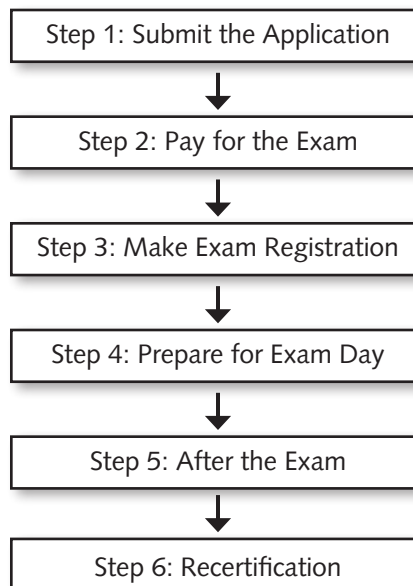 Step 1: Submit the Application
Step 2: Pay for the Exam
Step 3: Make Exam Registration
Step 4: Prepare for Exam Day
Step 5: After the Exam
Step 6: Recertification